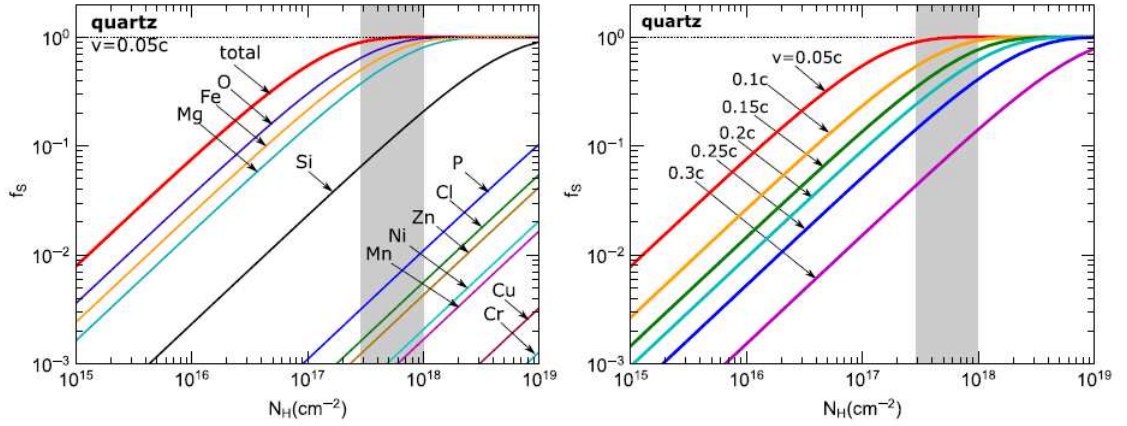 quartz
v=0.05c
total
O
Fe
Mg
Si
P
Cl
Zn
Ni
Mn
Cu
Cr
f_S
10^0
10^-1
10^-2
10^-3
10^15
10^16
10^17
10^18
10^19
N_H(cm^-2)
quartz
v=0.05c
0.1c
0.15c
0.2c
0.25c
0.3c
f_S
10^0
10^-1
10^-2
10^-3
10^15
10^16
10^17
10^18
10^19
N_H(cm^-2)